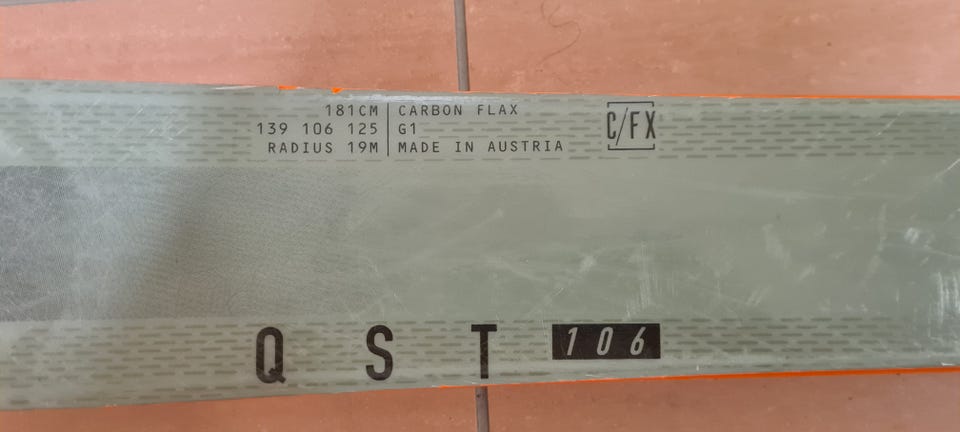 181CM
139 106 125
RADIUS 19M
CARBON FLAX
G1
MADE IN AUSTRIA
C/FX
QST 106